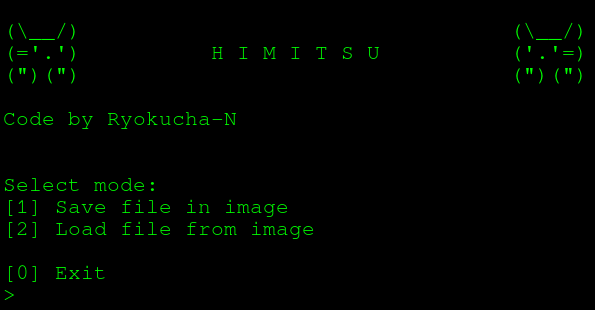 (\__/) (\__/)
(='.') H I M I T S U ('.'=)
(")(") (")(")
Code by Ryokucha-N
Select mode:
[1] Save file in image
[2] Load file from image
[0] Exit
>